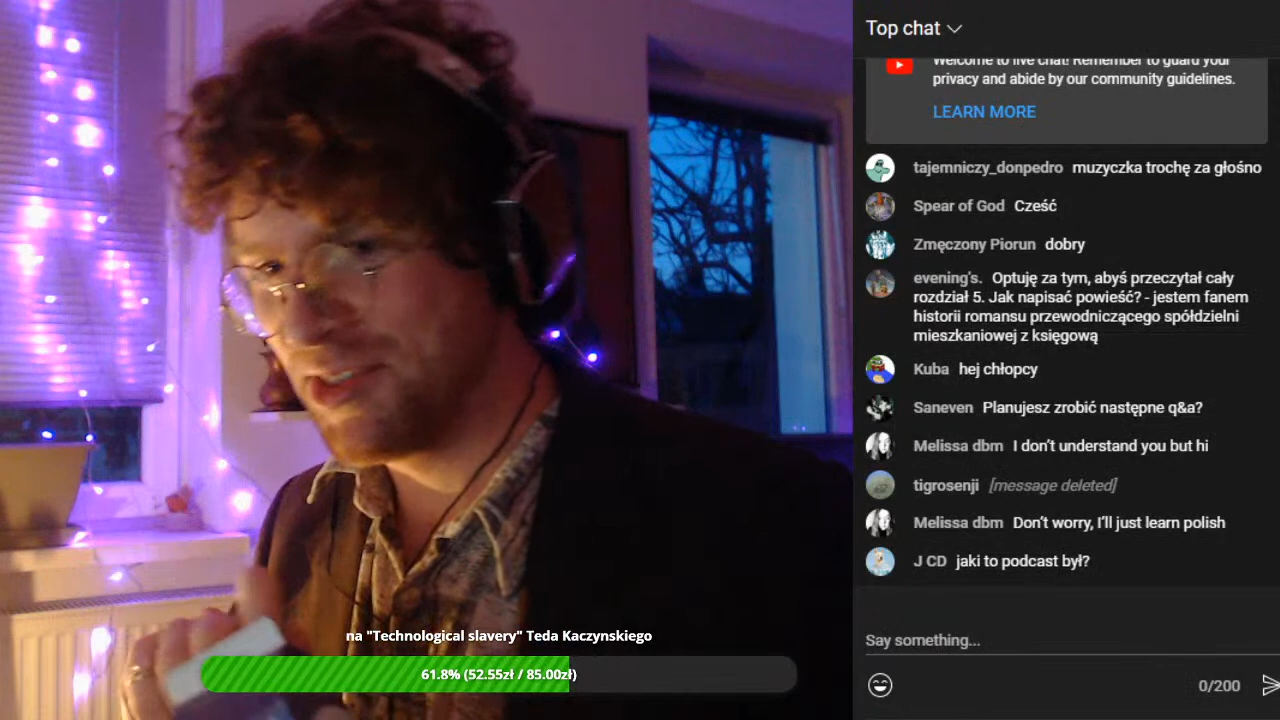 Top chat
Welcome to live chat! Remember to guard your
privacy and abide by our community guidelines.
LEARN MORE
tajemniczy_donpedro muzyczka trochę za głośno
Spear of God Cześć
Zmęczony Piorun dobry
evening's. Optuję za tym, abyś przeczytał cały
rozdział 5. Jak napisać powieść? - jestem fanem
historii romansu przewodniczącego spółdzielni
mieszkaniowej z księgową
Kuba hej chłopcy
Saneven Planujesz zrobić następne q&a?
Melissa dbm I don't understand you but hi
tigrosenji [message deleted]
Melissa dbm Don't worry, I'll just learn polish
J CD jaki to podcast był?
Say something...
0/200
na "Technological slavery" Teda Kaczynskiego
61.8% (52.55zł / 85.00zł)